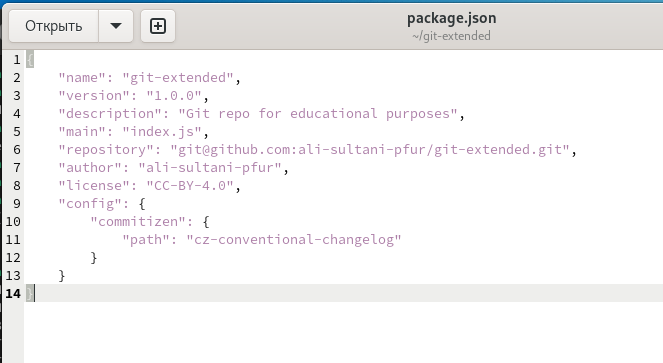 Открыть
package.json
~/git-extended
1 {
2     "name": "git-extended",
3     "version": "1.0.0",
4     "description": "Git repo for educational purposes",
5     "main": "index.js",
6     "repository": "git@github.com:ali-sultani-pfur/git-extended.git",
7     "author": "ali-sultani-pfur",
8     "license": "CC-BY-4.0",
9     "config": {
10         "commitizen": {
11             "path": "cz-conventional-changelog"
12         }
13     }
14 }